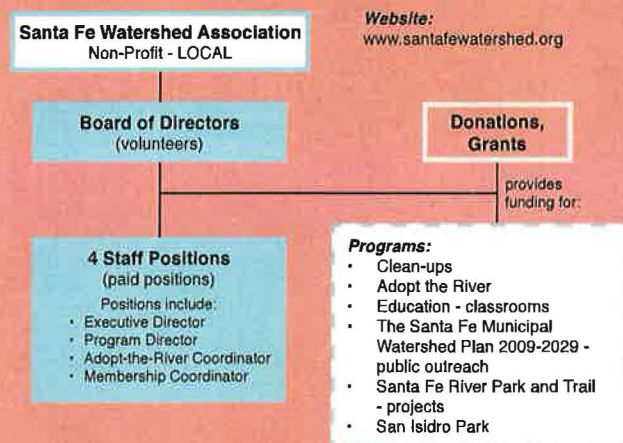 Santa Fe Watershed Association
Non-Profit - LOCAL
Website:
www.santafewatershed.org
Board of Directors
(volunteers)
Donations,
Grants
provides
funding for:
4 Staff Positions
(paid positions)
Positions include:
• Executive Director
• Program Director
• Adopt-the-River Coordinator
• Membership Coordinator
Programs:
• Clean-ups
• Adopt the River
• Education - classrooms
• The Santa Fe Municipal
Watershed Plan 2009-2029 -
public outreach
• Santa Fe River Park and Trail
- projects
• San Isidro Park